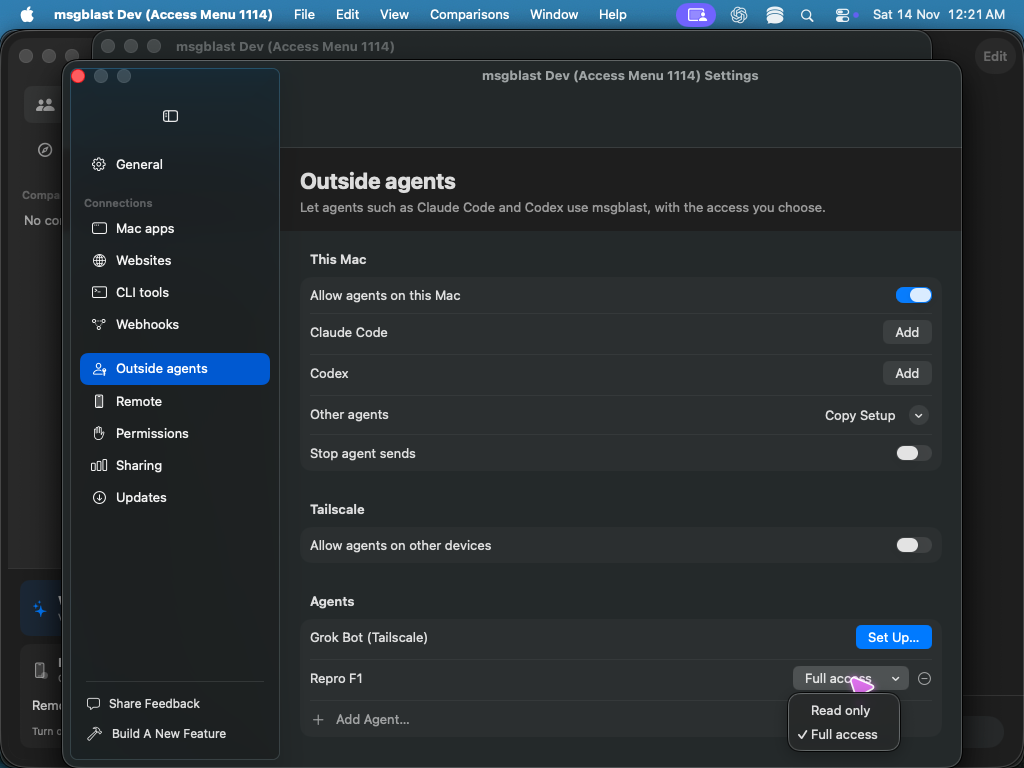 msgblast Dev (Access Menu 1114) File Edit View Comparisons Window Help Sat 14 Nov 12:21 AM
msgblast Dev (Access Menu 1114)
Edit
msgblast Dev (Access Menu 1114) Settings
General
Connections
Mac apps
Websites
CLI tools
Webhooks
Outside agents
Remote
Permissions
Sharing
Updates
Share Feedback
Build A New Feature
Outside agents
Let agents such as Claude Code and Codex use msgblast, with the access you choose.
This Mac
Allow agents on this Mac
Claude Code Add
Codex Add
Other agents Copy Setup
Stop agent sends
Tailscale
Allow agents on other devices
Agents
Grok Bot (Tailscale) Set Up...
Repro F1 Full access
Add Agent...
Read only
✓ Full access